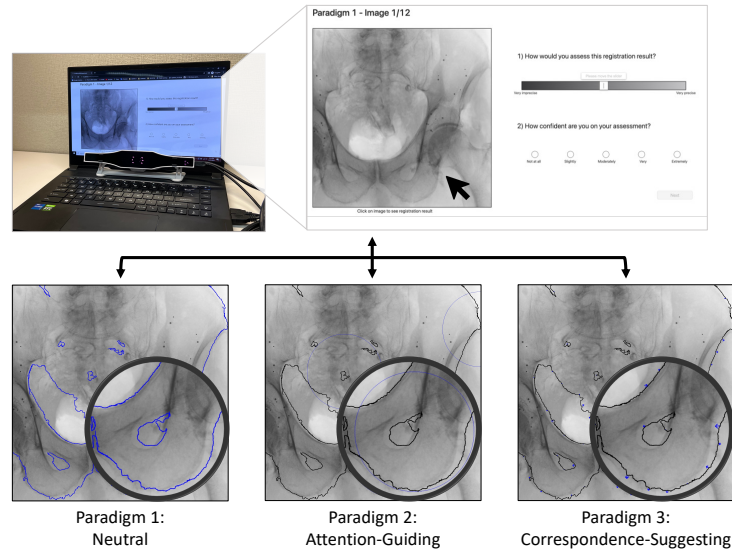 Paradigm 1 - Image 1/12
1) How would you assess this registration result?
Very imprecise
Very precise
2) How confident are you on your assessment?
Not at all
Slightly
Moderately
Very
Extremely
Next
Click on image to see registration result
Paradigm 1:
Neutral
Paradigm 2:
Attention-Guiding
Paradigm 3:
Correspondence-Suggesting